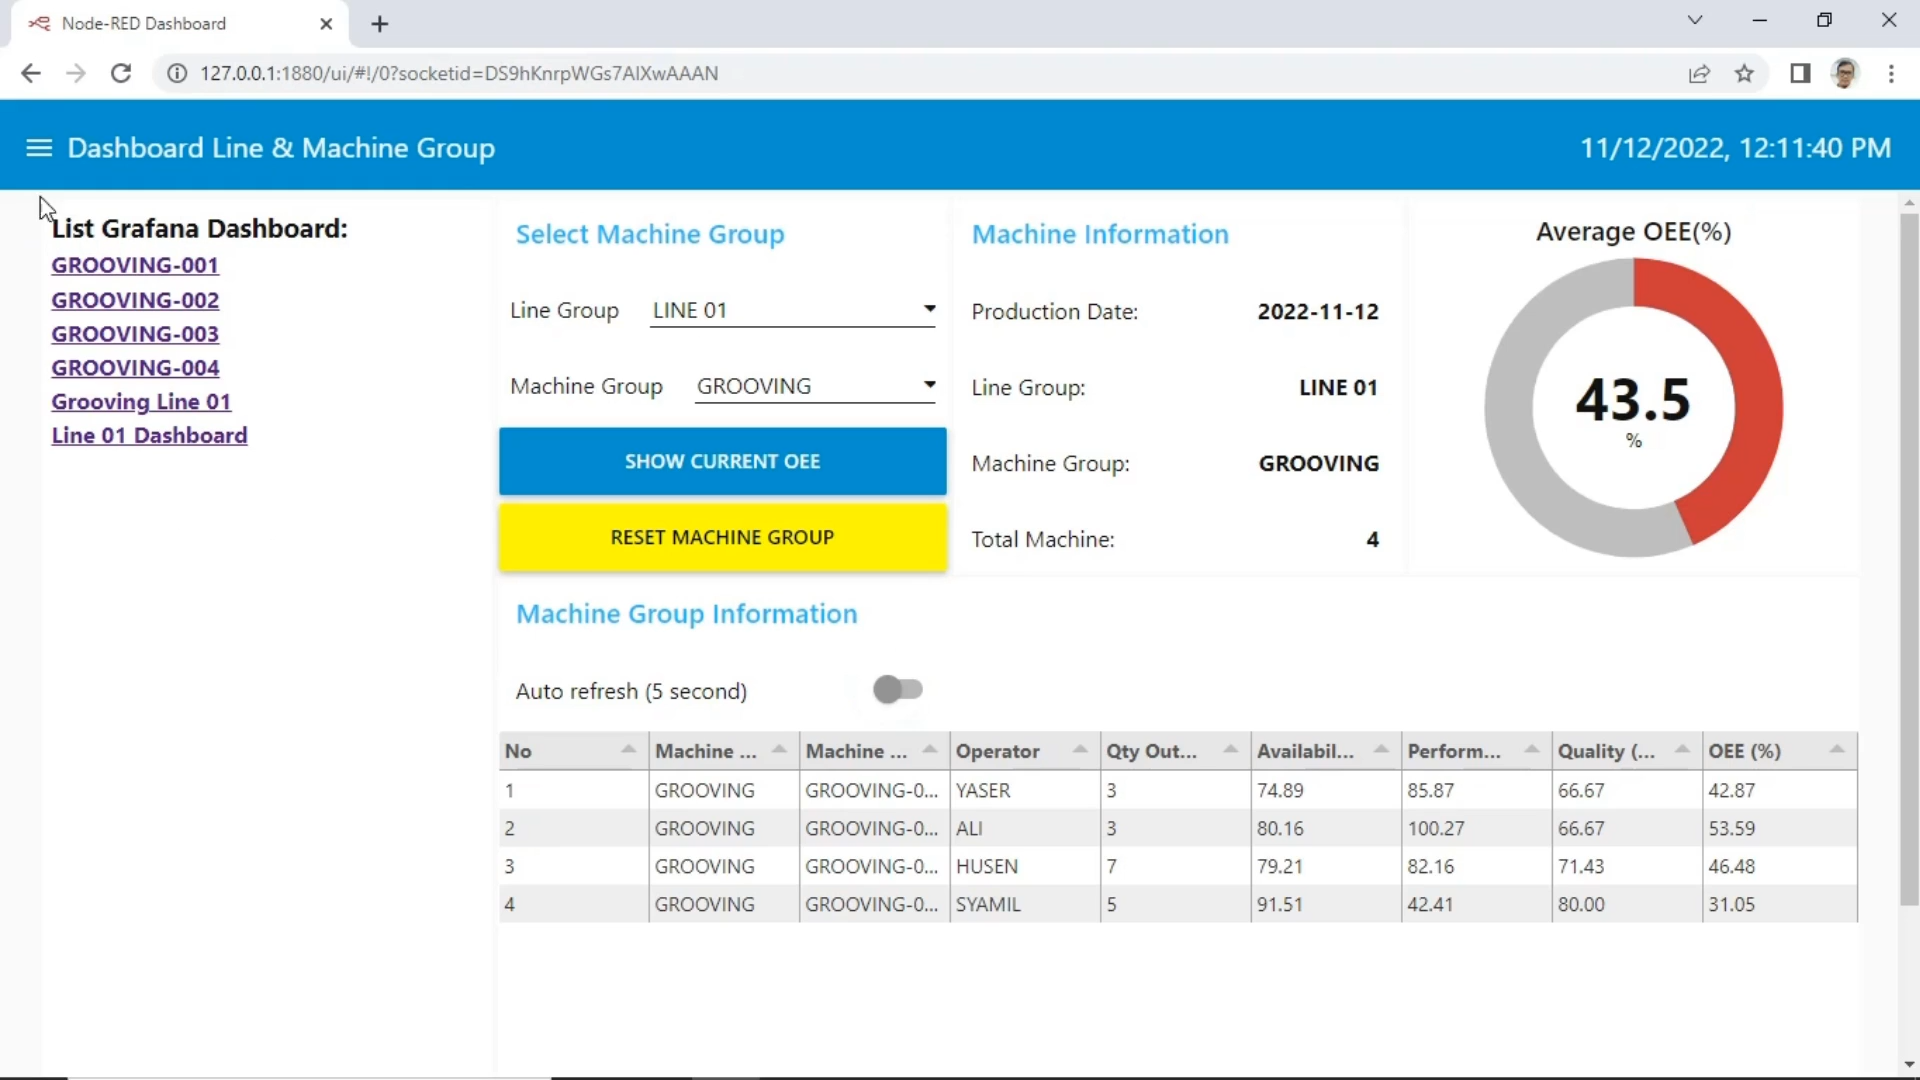 Node-RED Dashboard
127.0.0.1:1880/ui/#!/0?socketid=DS9hKnrpWGs7AlXwAAAN
Dashboard Line & Machine Group
11/12/2022, 12:11:40 PM
List Grafana Dashboard:
GROOVING-001
GROOVING-002
GROOVING-003
GROOVING-004
Grooving Line 01
Line 01 Dashboard
Select Machine Group
Line Group LINE 01
Machine Group GROOVING
SHOW CURRENT OEE
RESET MACHINE GROUP
Machine Information
Production Date: 2022-11-12
Line Group: LINE 01
Machine Group: GROOVING
Total Machine: 4
Average OEE(%)
43.5
%
Machine Group Information
Auto refresh (5 second)
No Machine ... Machine ... Operator Qty Out... Availabil... Perform... Quality (... OEE (%)
1 GROOVING GROOVING-0... YASER 3 74.89 85.87 66.67 42.87
2 GROOVING GROOVING-0... ALI 3 80.16 100.27 66.67 53.59
3 GROOVING GROOVING-0... HUSEN 7 79.21 82.16 71.43 46.48
4 GROOVING GROOVING-0... SYAMIL 5 91.51 42.41 80.00 31.05